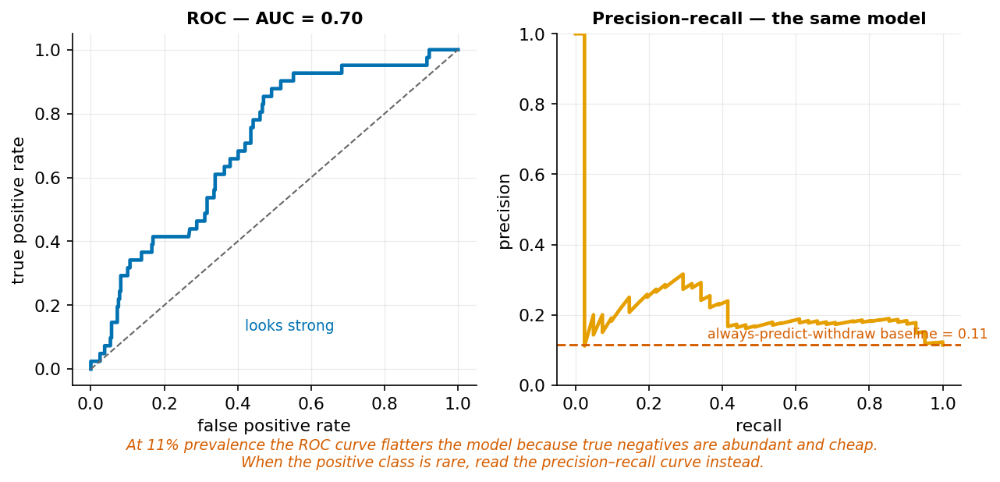 ROC — AUC = 0.70
true positive rate
1.0
0.8
0.6
0.4
0.2
0.0
looks strong
0.0 0.2 0.4 0.6 0.8 1.0
false positive rate
Precision–recall — the same model
precision
1.0
0.8
0.6
0.4
0.2
0.0
always-predict-withdraw baseline = 0.11
0.0 0.2 0.4 0.6 0.8 1.0
recall
At 11% prevalence the ROC curve flatters the model because true negatives are abundant and cheap.
When the positive class is rare, read the precision–recall curve instead.